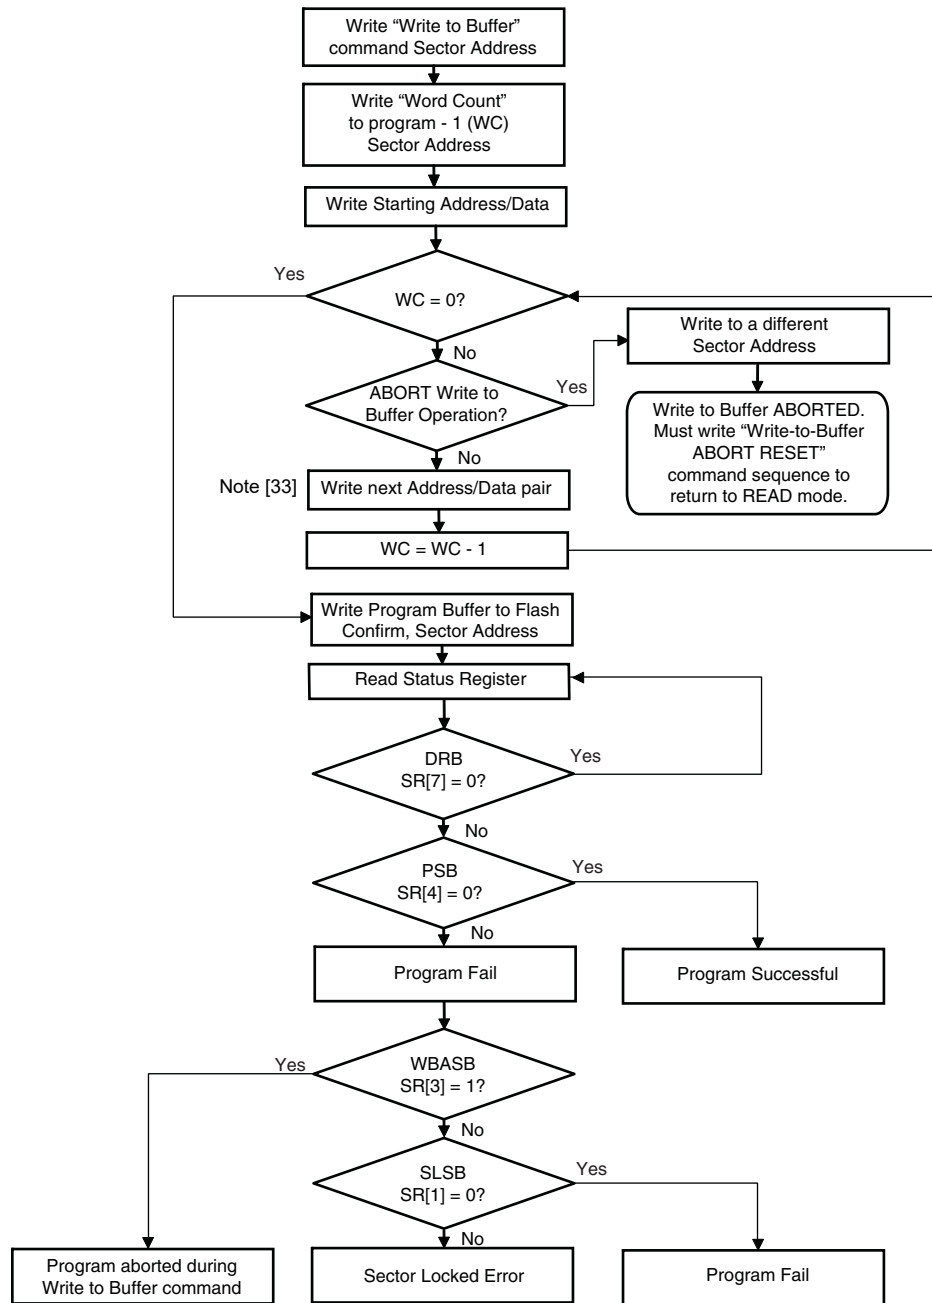 Write “Write to Buffer”
command Sector Address
Write “Word Count”
to program - 1 (WC)
Sector Address
Write Starting Address/Data
Yes
WC = 0?
No
Write to a different
Sector Address
ABORT Write to
Buffer Operation?
Yes
Write to Buffer ABORTED.
Must write “Write-to-Buffer
ABORT RESET”
command sequence to
return to READ mode.
No
Note [33]
Write next Address/Data pair
WC = WC - 1
Write Program Buffer to Flash
Confirm, Sector Address
Read Status Register
DRB
SR[7] = 0?
Yes
No
PSB
SR[4] = 0?
Yes
No
Program Fail
Program Successful
Yes
WBASB
SR[3] = 1?
No
SLSB
SR[1] = 0?
Yes
No
Program aborted during
Write to Buffer command
Sector Locked Error
Program Fail